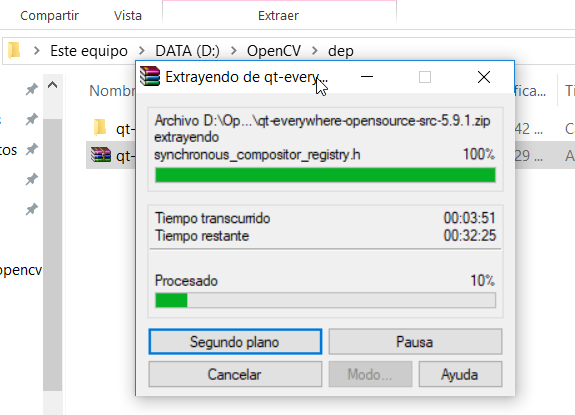 Compartir Vista Extraer
Este equipo > DATA (D:) > OpenCV > dep
Extrayendo de qt-every...
Nombr
fica... Ti
Archivo D:\Op...\qt-everywhere-opensource-src-5.9.1.zip
extrayendo
qt- 42 C
synchronous_compositor_registry.h 100%
tos qt- 29 A
Tiempo transcurrido 00:03:51
Tiempo restante 00:32:25
opencv
Procesado 10%
Segundo plano Pausa
Cancelar Modo... Ayuda